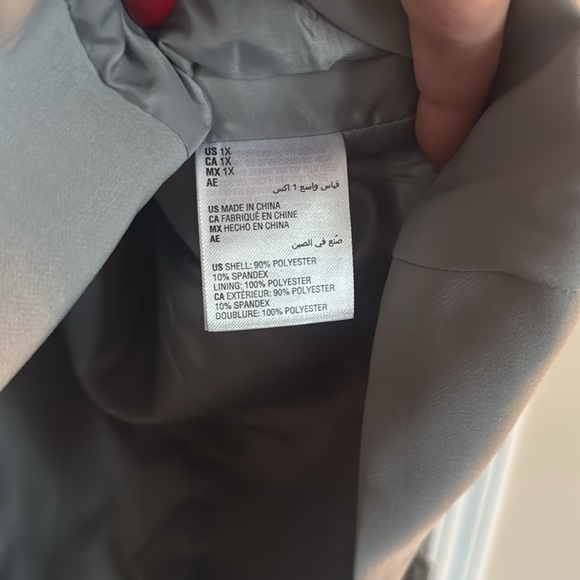 US 1X
CA 1X
MX 1X
AE
قياس واسع 1 اكس
US MADE IN CHINA
CA FABRIQUÉ EN CHINE
MX HECHO EN CHINA
AE
صُنع في الصين
US SHELL: 90% POLYESTER
10% SPANDEX
LINING: 100% POLYESTER
CA EXTÉRIEUR: 90% POLYESTER
10% SPANDEX
DOUBLURE: 100% POLYESTER